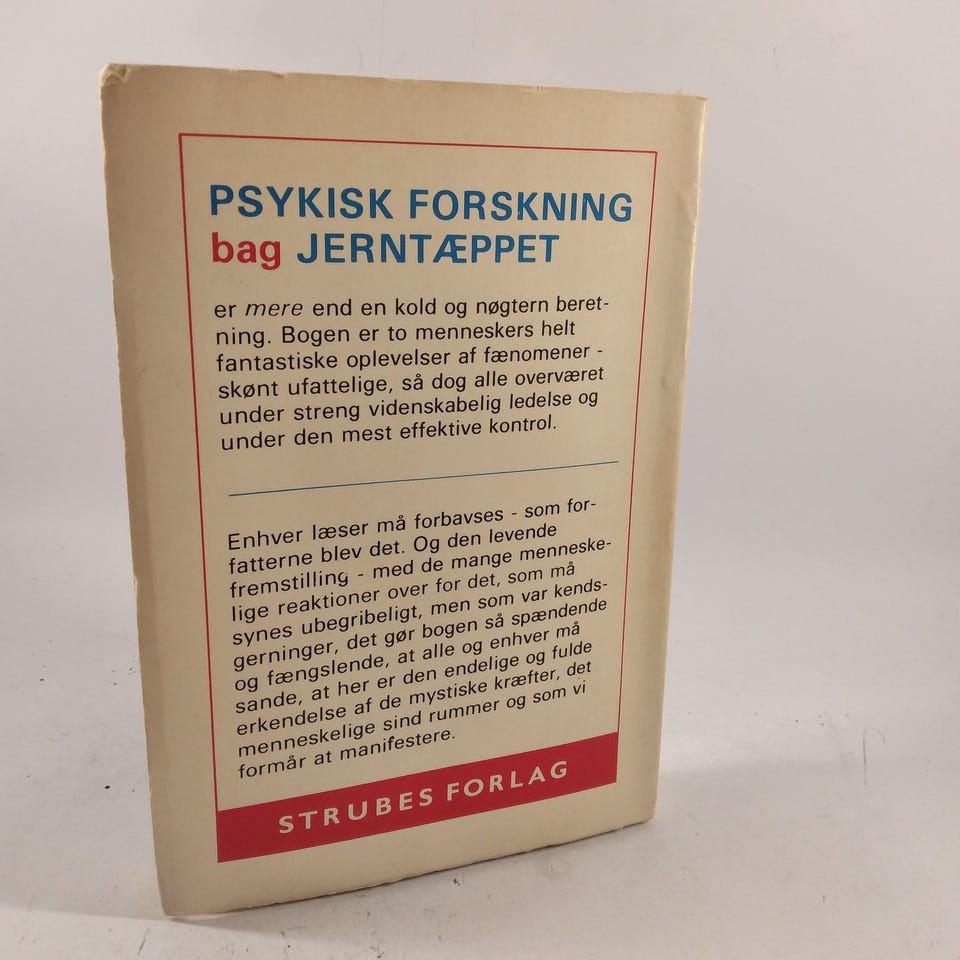 PSYKISK FORSKNING
bag JERNTÆPPET
er mere end en kold og nøgtern beret-
ning. Bogen er to menneskers helt
fantastiske oplevelser af fænomener -
skønt ufattelige, så dog alle overværet
under streng videnskabelig ledelse og
under den mest effektive kontrol.
Enhver læser må forbavses - som for-
fatterne blev det. Og den levende
fremstilling - med de mange menneske-
lige reaktioner over for det, som må
synes ubegribeligt, men som var kends-
gerninger, det gør bogen så spændende
og fængslende, at alle og enhver må
sande, at her er den endelige og fulde
erkendelse af de mystiske kræfter, det
menneskelige sind rummer og som vi
formår at manifestere.
STRUBES FORLAG